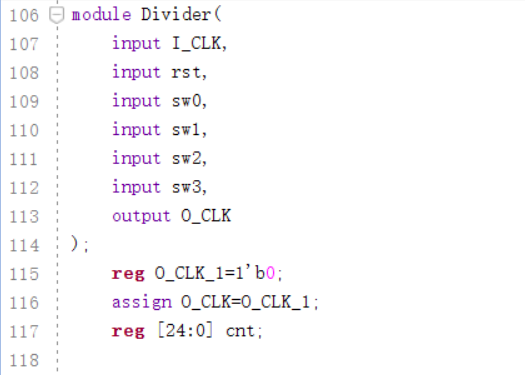 106 module Divider(
107 input I_CLK,
108 input rst,
109 input sw0,
110 input sw1,
111 input sw2,
112 input sw3,
113 output O_CLK
114 );
115 reg O_CLK_1=1'b0;
116 assign O_CLK=O_CLK_1;
117 reg [24:0] cnt;
118